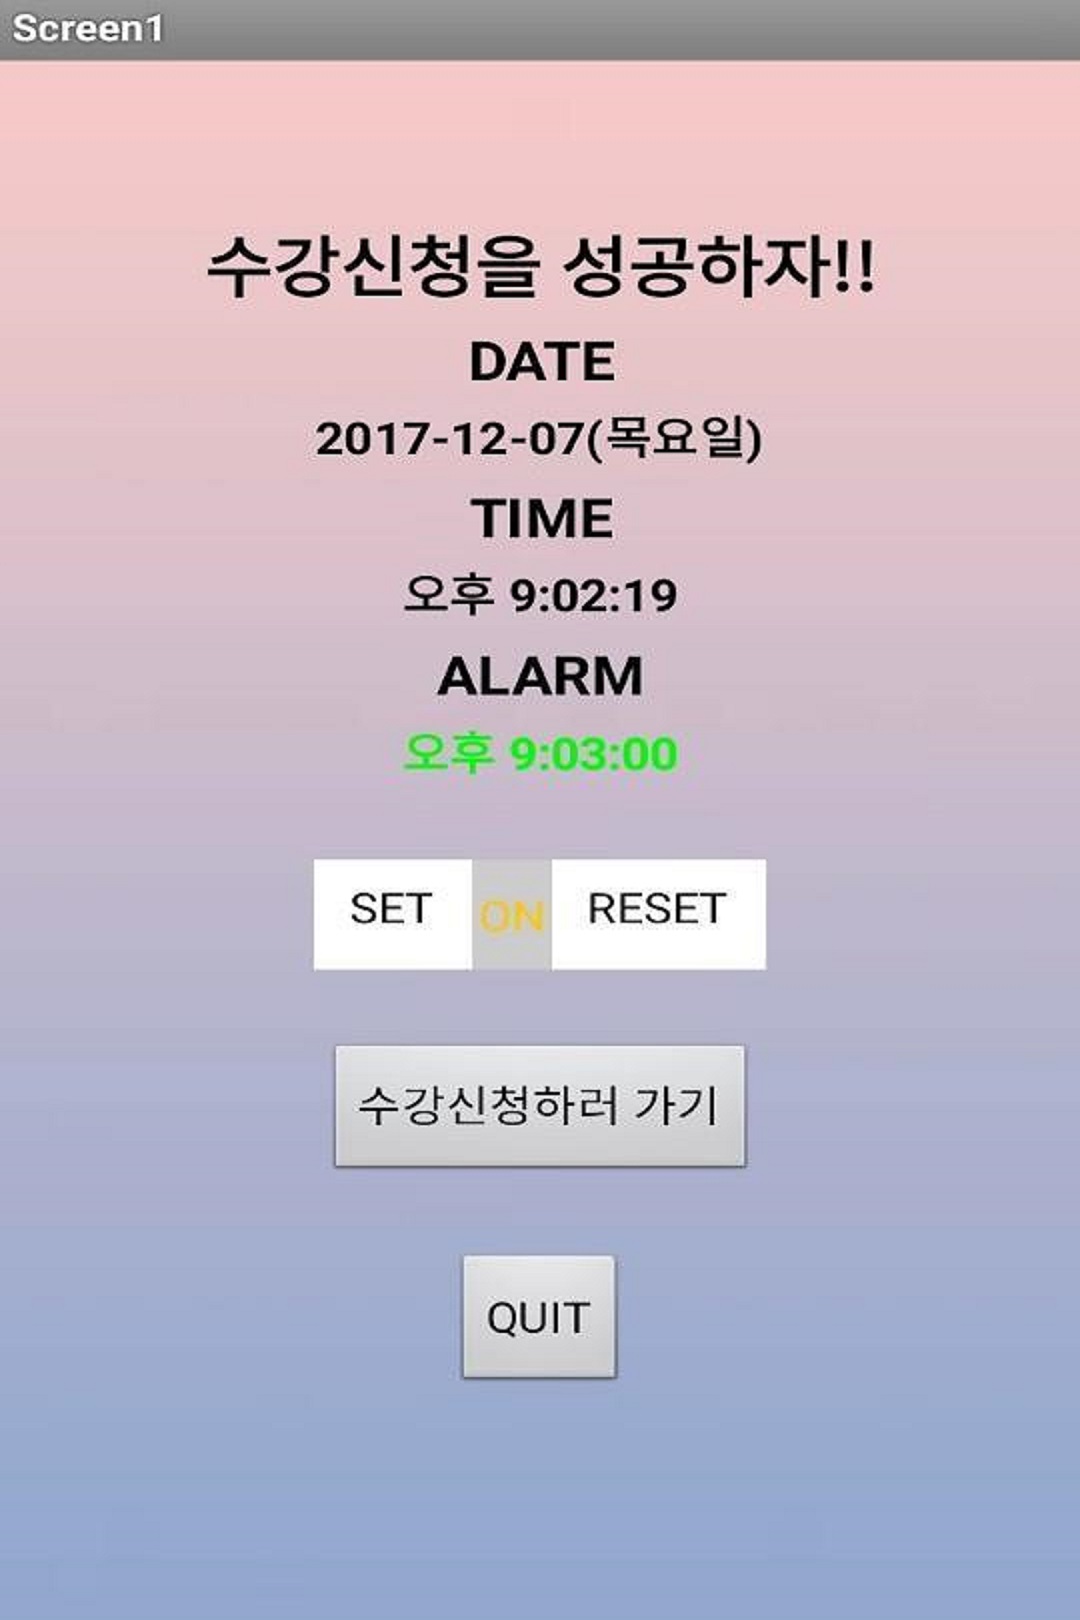 Screen1
수강신청을 성공하자!!
DATE
2017-12-07(목요일)
TIME
오후 9:02:19
ALARM
오후 9:03:00
SET ON RESET
수강신청하러 가기
QUIT